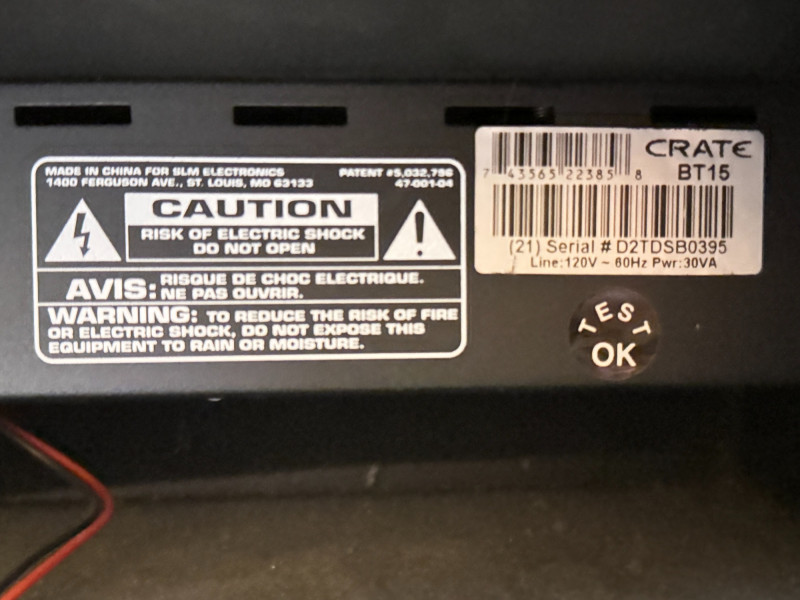 MADE IN CHINA FOR SLM ELECTRONICS
1400 FERGUSON AVE., ST. LOUIS, MO 63133
PATENT #5,032,796
47-001-04
CAUTION
RISK OF ELECTRIC SHOCK
DO NOT OPEN
AVIS: RISQUE DE CHOC ELECTRIQUE.
NE PAS OUVRIR.
WARNING: TO REDUCE THE RISK OF FIRE
OR ELECTRIC SHOCK, DO NOT EXPOSE THIS
EQUIPMENT TO RAIN OR MOISTURE.
CRATE
7 43565 22385 8
BT15
(21) Serial # D2TDSB0395
Line:120V ~ 60Hz Pwr:30VA
TEST
OK